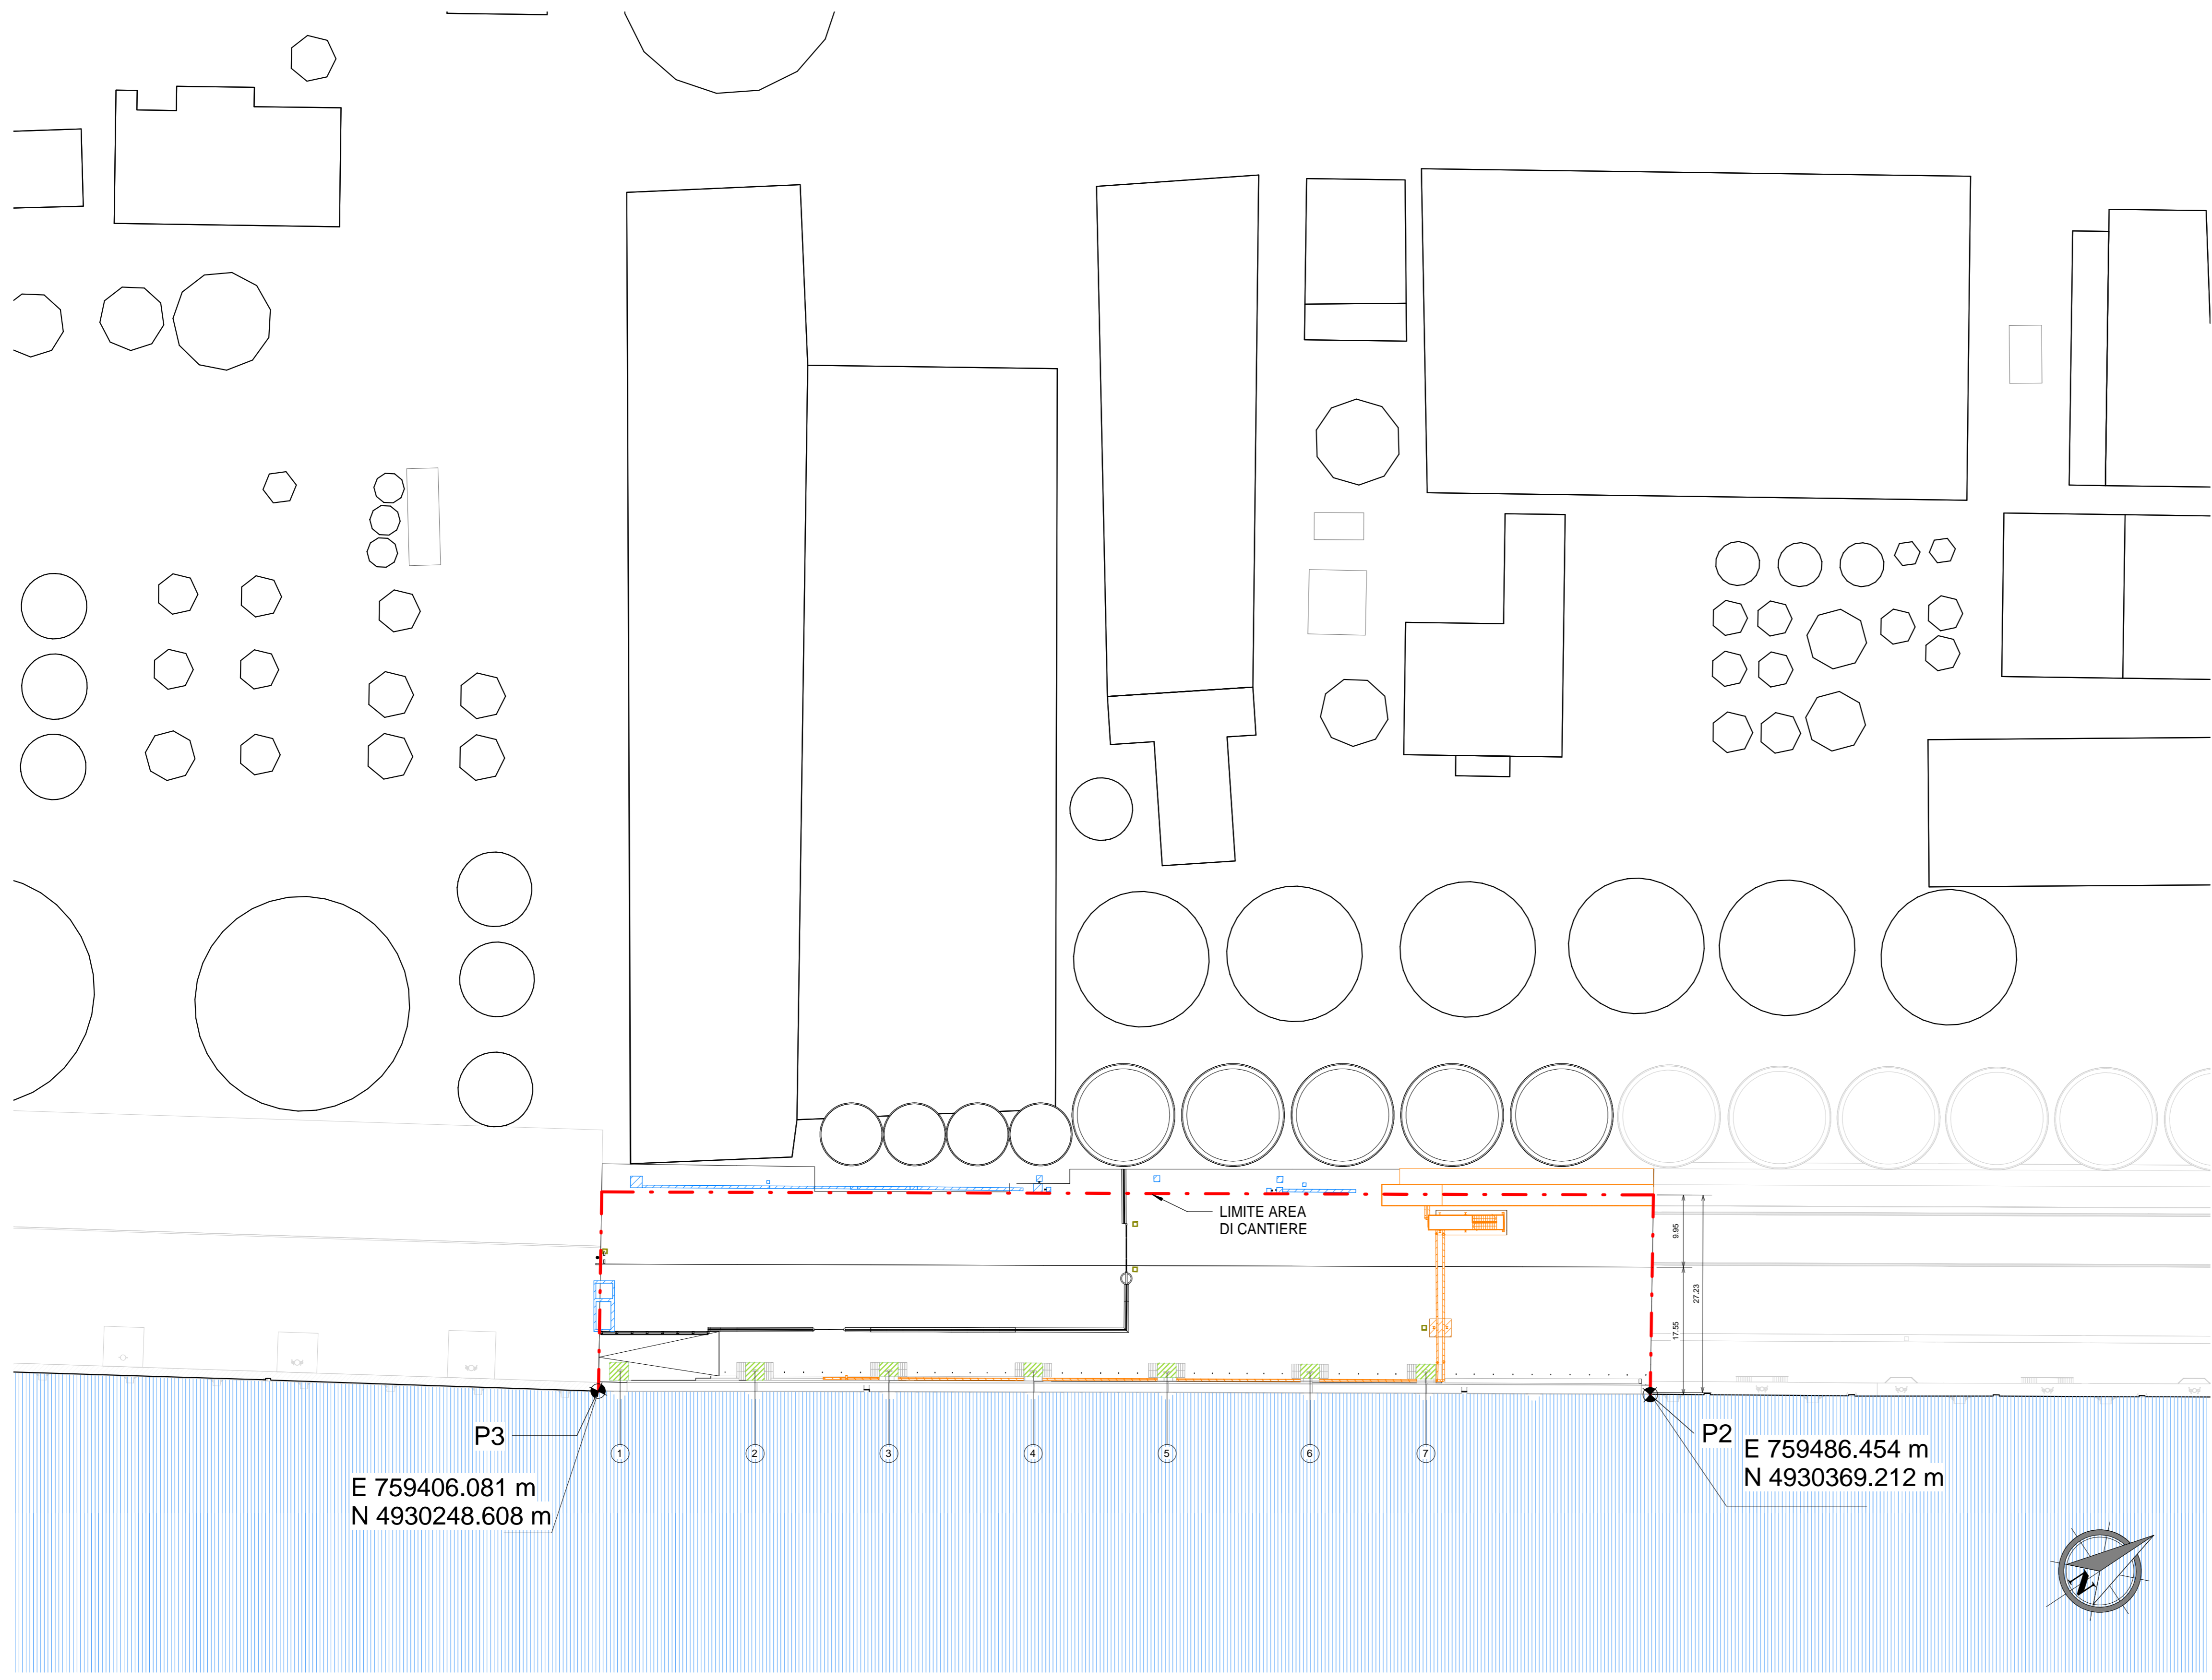 LIMITE AREA
DI CANTIERE
9.95
27.23
17.55
P3
E 759406.081 m
N 4930248.608 m
1
2
3
4
5
6
7
P2
E 759486.454 m
N 4930369.212 m
N